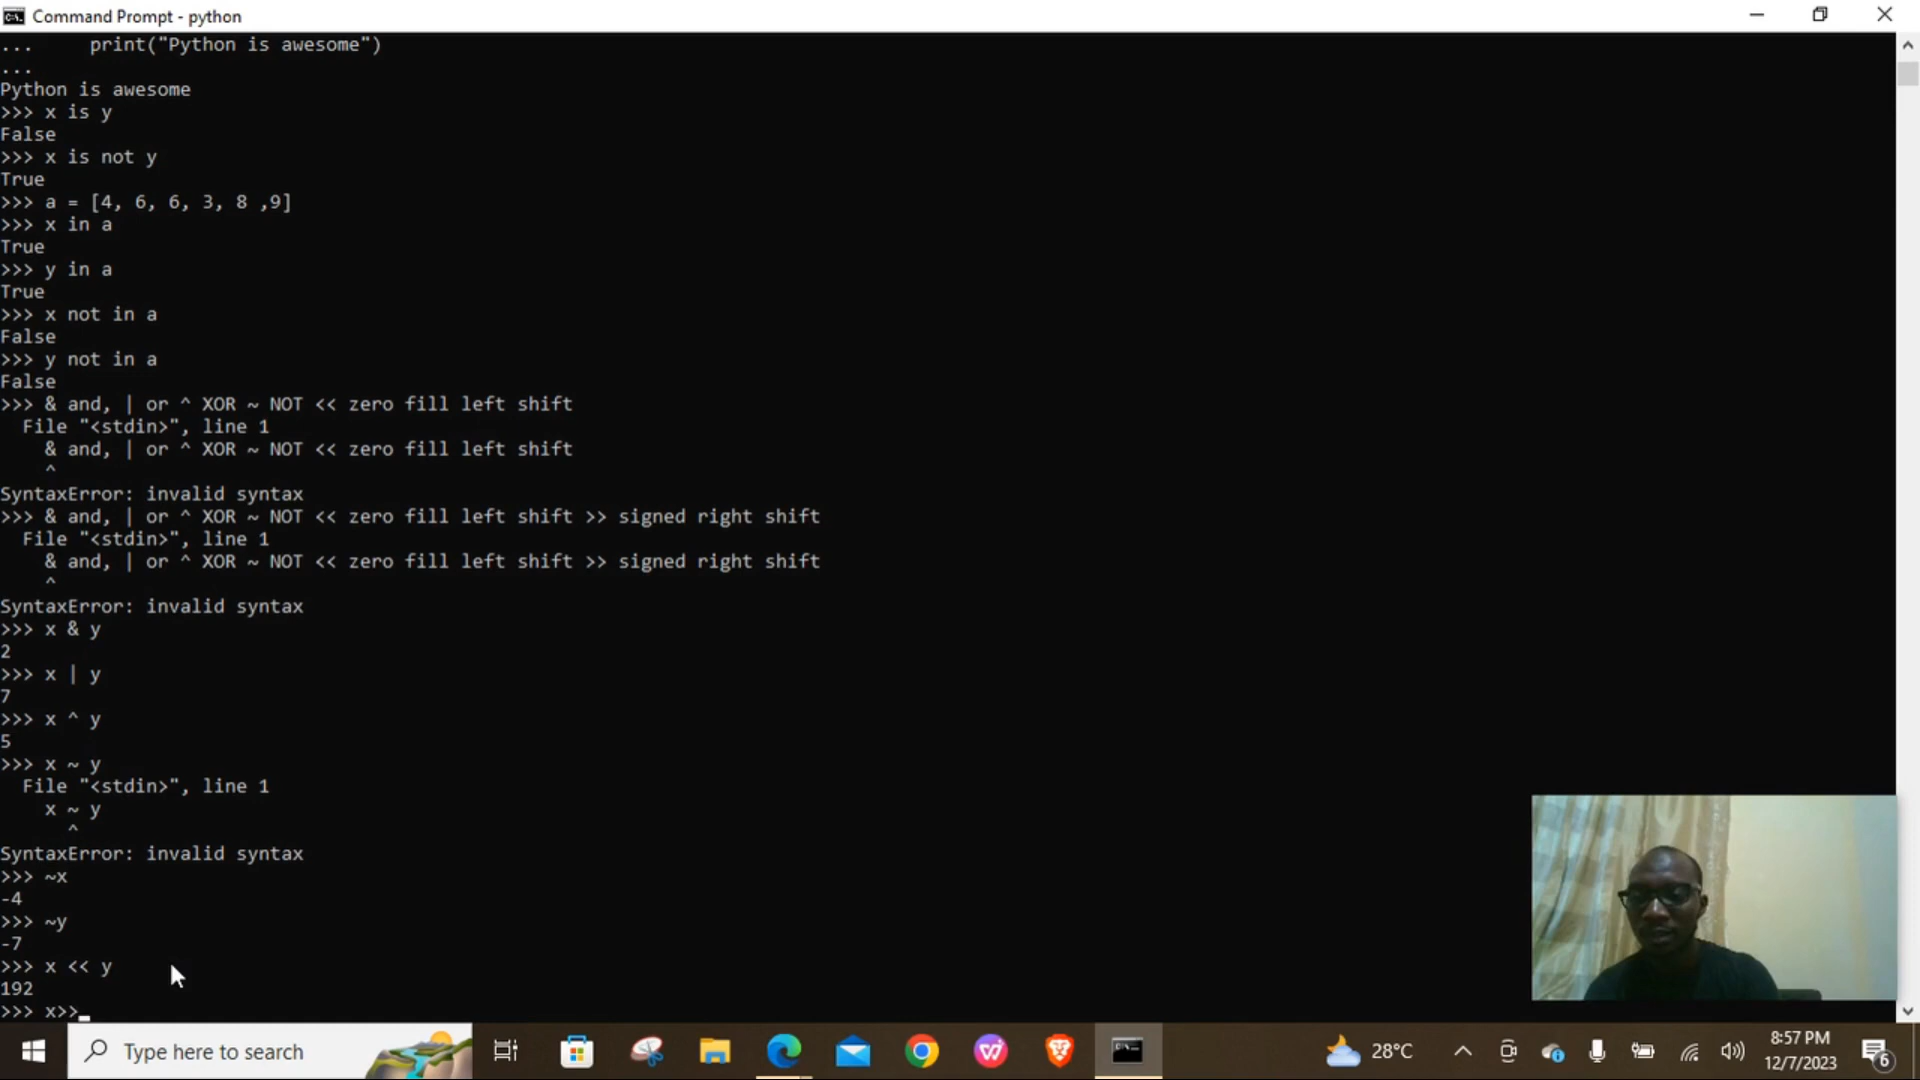 Command Prompt - python
...     print("Python is awesome")
...
Python is awesome
>>> x is y
False
>>> x is not y
True
>>> a = [4, 6, 6, 3, 8 ,9]
>>> x in a
True
>>> y in a
True
>>> x not in a
False
>>> y not in a
False
>>> & and, | or ^ XOR ~ NOT << zero fill left shift
  File "<stdin>", line 1
    & and, | or ^ XOR ~ NOT << zero fill left shift
    ^
SyntaxError: invalid syntax
>>> & and, | or ^ XOR ~ NOT << zero fill left shift >> signed right shift
  File "<stdin>", line 1
    & and, | or ^ XOR ~ NOT << zero fill left shift >> signed right shift
    ^
SyntaxError: invalid syntax
>>> x & y
2
>>> x | y
7
>>> x ^ y
5
>>> x ~ y
  File "<stdin>", line 1
    x ~ y
      ^
SyntaxError: invalid syntax
>>> ~x
-4
>>> ~y
-7
>>> x << y
192
>>> x>>_
Type here to search
28°C
8:57 PM
12/7/2023
6